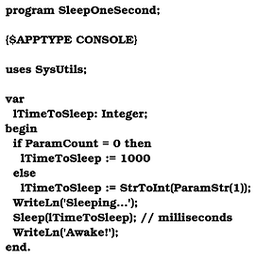 program SleepOneSecond;
{$APPTYPE CONSOLE}
uses SysUtils;
var
lTimeToSleep: Integer;
begin
if ParamCount = 0 then
lTimeToSleep := 1000
else
lTimeToSleep := StrToInt(ParamStr(1));
WriteLn('Sleeping...');
Sleep(lTimeToSleep); // milliseconds
WriteLn('Awake!');
end.